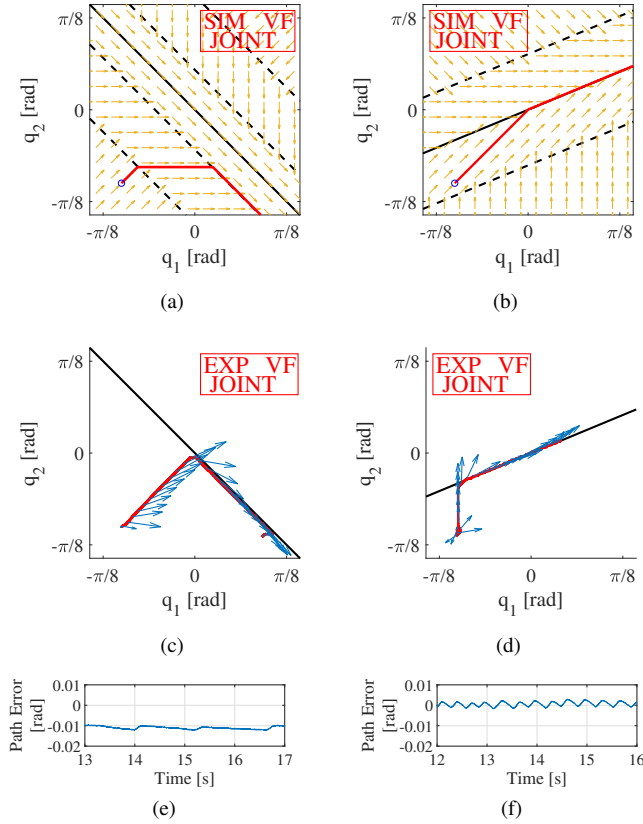 π/8
SIM VF
JOINT
0
q2 [rad]
-π/8
-π/8
0
π/8
q1 [rad]
(a)
π/8
SIM VF
JOINT
0
q2 [rad]
-π/8
-π/8
0
π/8
q1 [rad]
(b)
π/8
EXP VF
JOINT
0
q2 [rad]
-π/8
-π/8
0
π/8
q1 [rad]
(c)
π/8
EXP VF
JOINT
0
q2 [rad]
-π/8
-π/8
0
π/8
q1 [rad]
(d)
Path Error
[rad]
0.01
0
-0.01
-0.02
13
14
15
16
17
Time [s]
(e)
Path Error
[rad]
0.01
0
-0.01
-0.02
12
13
14
15
16
Time [s]
(f)